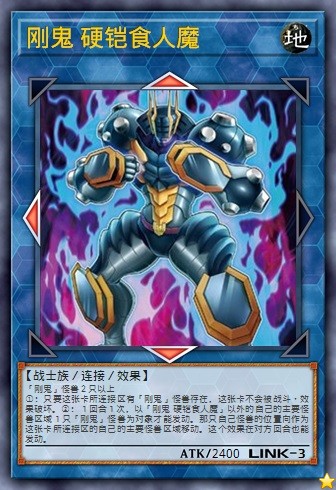 刚鬼 硬铠食人魔
地
【战士族/连接/效果】
「刚鬼」怪兽2只以上
①：只要这张卡所连接区有「刚鬼」怪兽存在，这张卡不会被战斗·效
果破坏。②：1回合1次，以「刚鬼 硬铠食人魔」以外的自己的主要怪
兽区域1只「刚鬼」怪兽为对象才能发动。那只自己怪兽的位置向作为
这张卡所连接区的自己的主要怪兽区域移动。这个效果在对方回合也能
发动。
ATK/2400 LINK-3